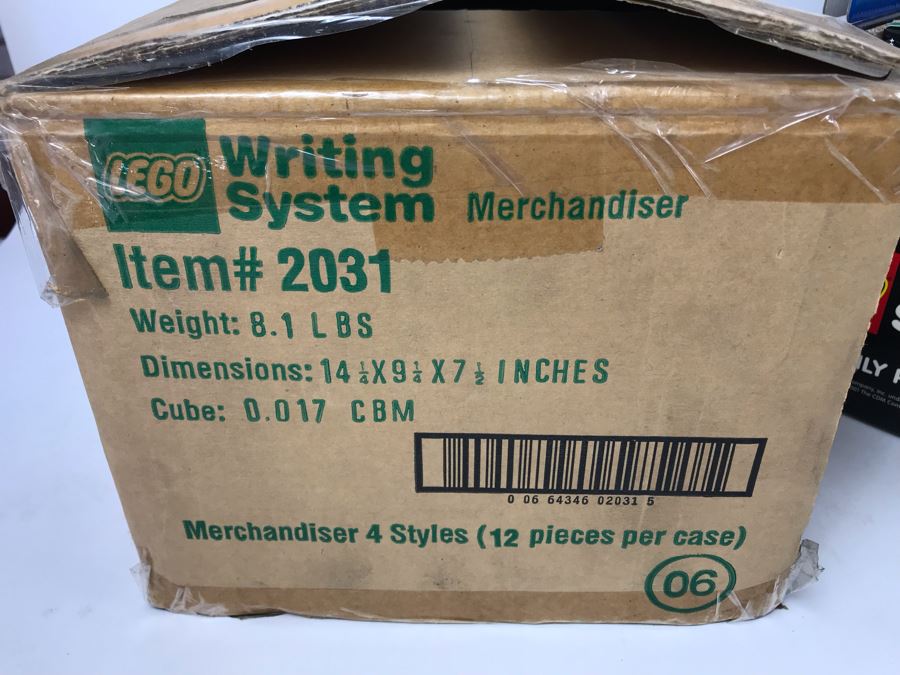 LEGO Writing
System Merchandiser
Item# 2031
Weight: 8.1 LBS
Dimensions: 14 1/4 X 9 1/4 X 7 1/2 INCHES
Cube: 0.017 CBM
0 06 64346 02031 5
Merchandiser 4 Styles (12 pieces per case)
06
S
ILY